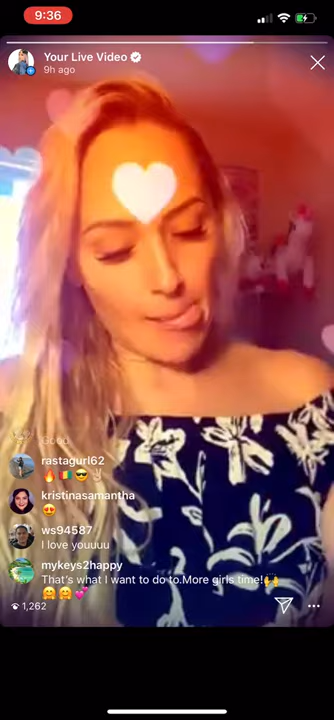 9:36
Your Live Video
9h ago
Good
rastagurl62
🔥🇲🇱😎✌🏼
kristinasamantha
😍
ws94587
I love youuuu
mykeys2happy
That's what I want to do to.More girls time!🙌
🤗🤗💞
1,262